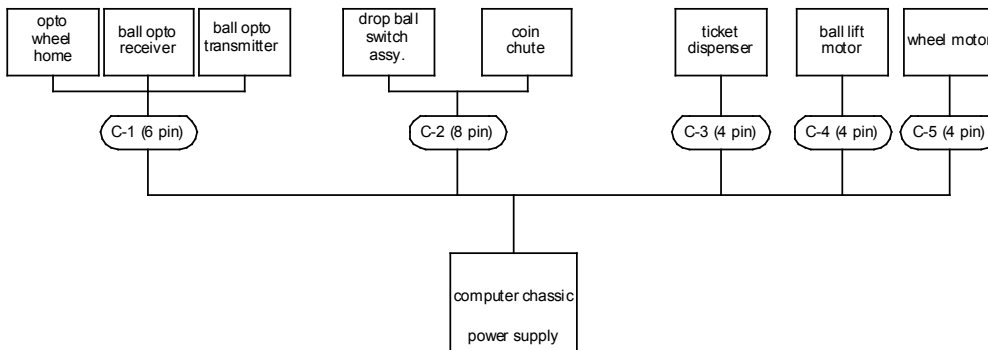 opto
wheel
home
ball opto
receiver
ball opto
transmitter
drop ball
switch
assy.
coin
chute
ticket
dispenser
ball lift
motor
wheel motor
C-1 (6 pin)
C-2 (8 pin)
C-3 (4 pin)
C-4 (4 pin)
C-5 (4 pin)
computer chassic
power supply